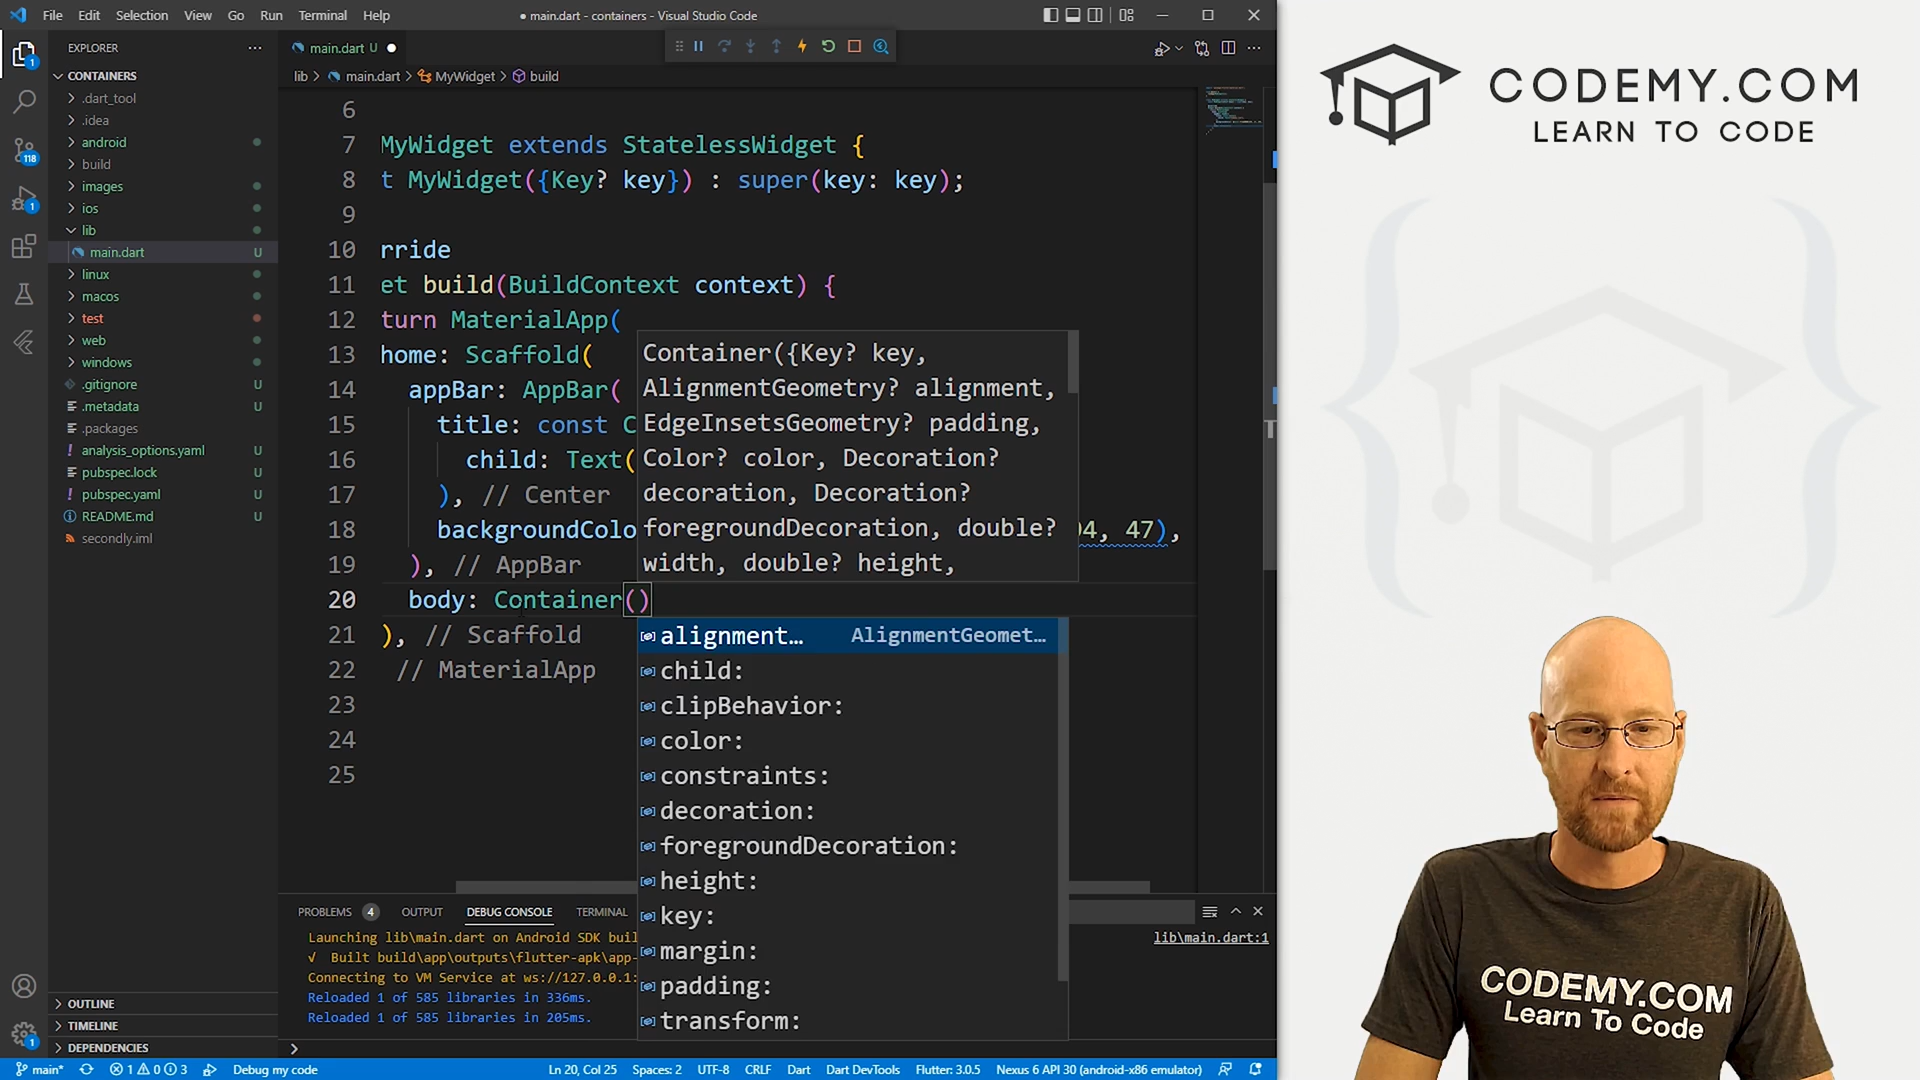 File Edit Selection View Go Run Terminal Help
● main.dart - containers - Visual Studio Code
EXPLORER
CONTAINERS
.dart_tool
.idea
android
build
images
ios
lib
main.dart U
linux
macos
test
web
windows
.gitignore U
.metadata U
.packages
analysis_options.yaml U
pubspec.lock U
pubspec.yaml U
README.md U
secondly.iml
OUTLINE
TIMELINE
DEPENDENCIES
1
118
1
1
main.dart U
lib > main.dart > MyWidget > build
6
7 MyWidget extends StatelessWidget {
8 t MyWidget({Key? key}) : super(key: key);
9
10 rride
11 et build(BuildContext context) {
12 turn MaterialApp(
13 home: Scaffold(
14 appBar: AppBar(
15 title: const C
16 child: Text(
17 ), // Center
18 backgroundColo 94, 47),
19 ), // AppBar
20 body: Container()
21 ), // Scaffold
22 // MaterialApp
23
24
25
Container({Key? key,
AlignmentGeometry? alignment,
EdgeInsetsGeometry? padding,
Color? color, Decoration?
decoration, Decoration?
foregroundDecoration, double?
width, double? height,
alignment… AlignmentGeomet…
child:
clipBehavior:
color:
constraints:
decoration:
foregroundDecoration:
height:
key:
margin:
padding:
transform:
PROBLEMS 4 OUTPUT DEBUG CONSOLE TERMINAL
Launching lib\main.dart on Android SDK buil
√ Built build\app\outputs\flutter-apk\app-
Connecting to VM Service at ws://127.0.0.1:
Reloaded 1 of 585 libraries in 336ms.
Reloaded 1 of 585 libraries in 205ms.
lib\main.dart:1
main* 1 0 3 Debug my code Ln 20, Col 25 Spaces: 2 UTF-8 CRLF Dart Dart DevTools Flutter: 3.0.5 Nexus 6 API 30 (android-x86 emulator)
CODEMY.COM
LEARN TO CODE
CODEMY.COM
Learn To Code